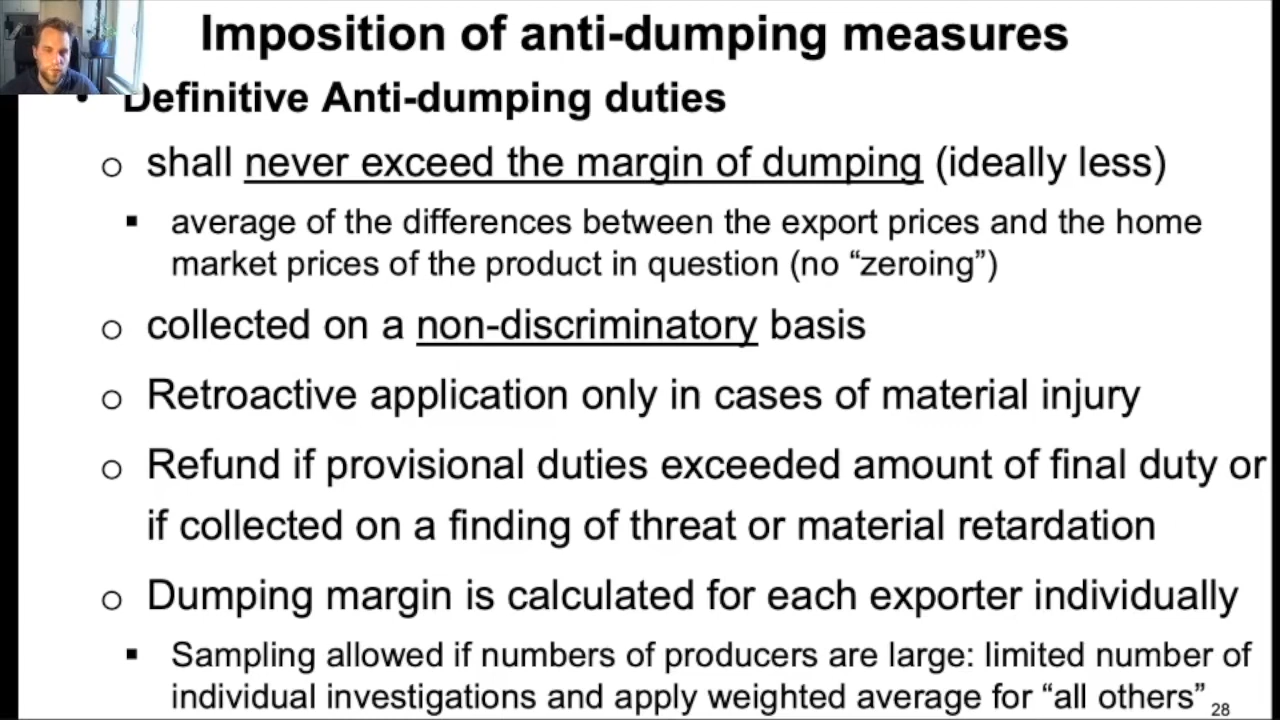 Imposition of anti-dumping measures
• Definitive Anti-dumping duties
o shall never exceed the margin of dumping (ideally less)
▪ average of the differences between the export prices and the home
market prices of the product in question (no “zeroing”)
o collected on a non-discriminatory basis
o Retroactive application only in cases of material injury
o Refund if provisional duties exceeded amount of final duty or
if collected on a finding of threat or material retardation
o Dumping margin is calculated for each exporter individually
▪ Sampling allowed if numbers of producers are large: limited number of
individual investigations and apply weighted average for “all others”
28